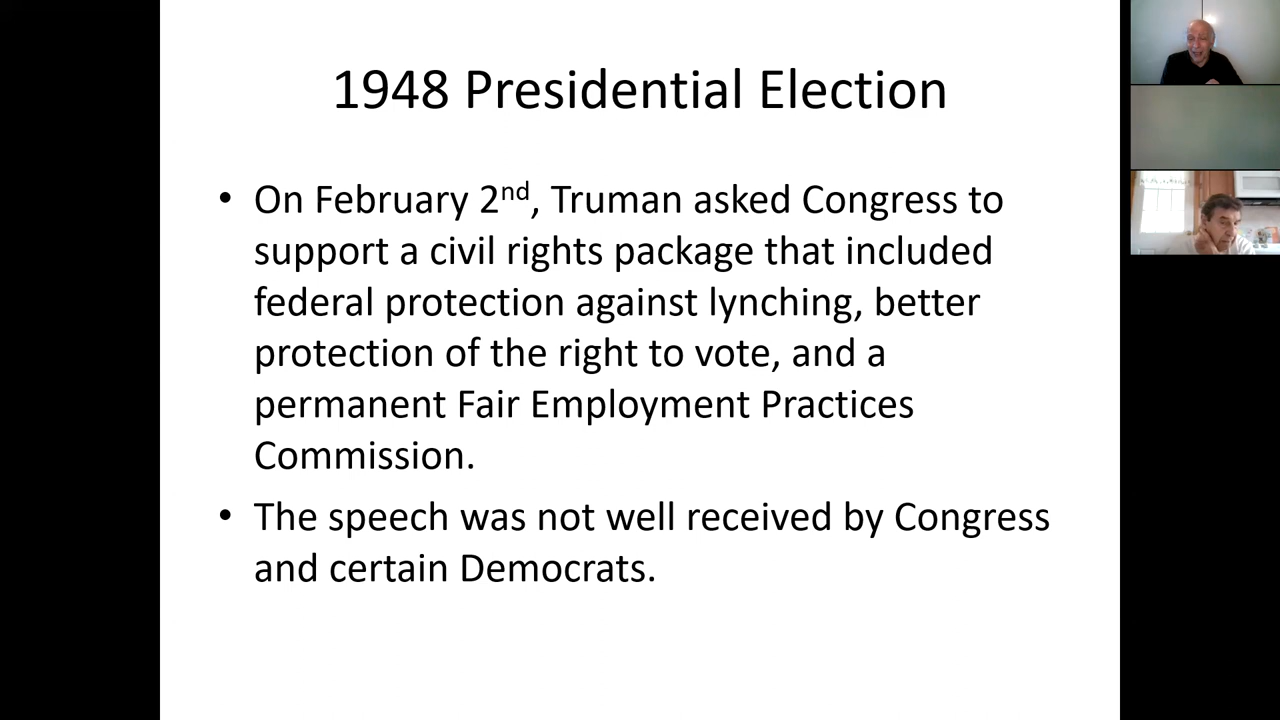 1948 Presidential Election
• On February 2nd, Truman asked Congress to
support a civil rights package that included
federal protection against lynching, better
protection of the right to vote, and a
permanent Fair Employment Practices
Commission.
• The speech was not well received by Congress
and certain Democrats.